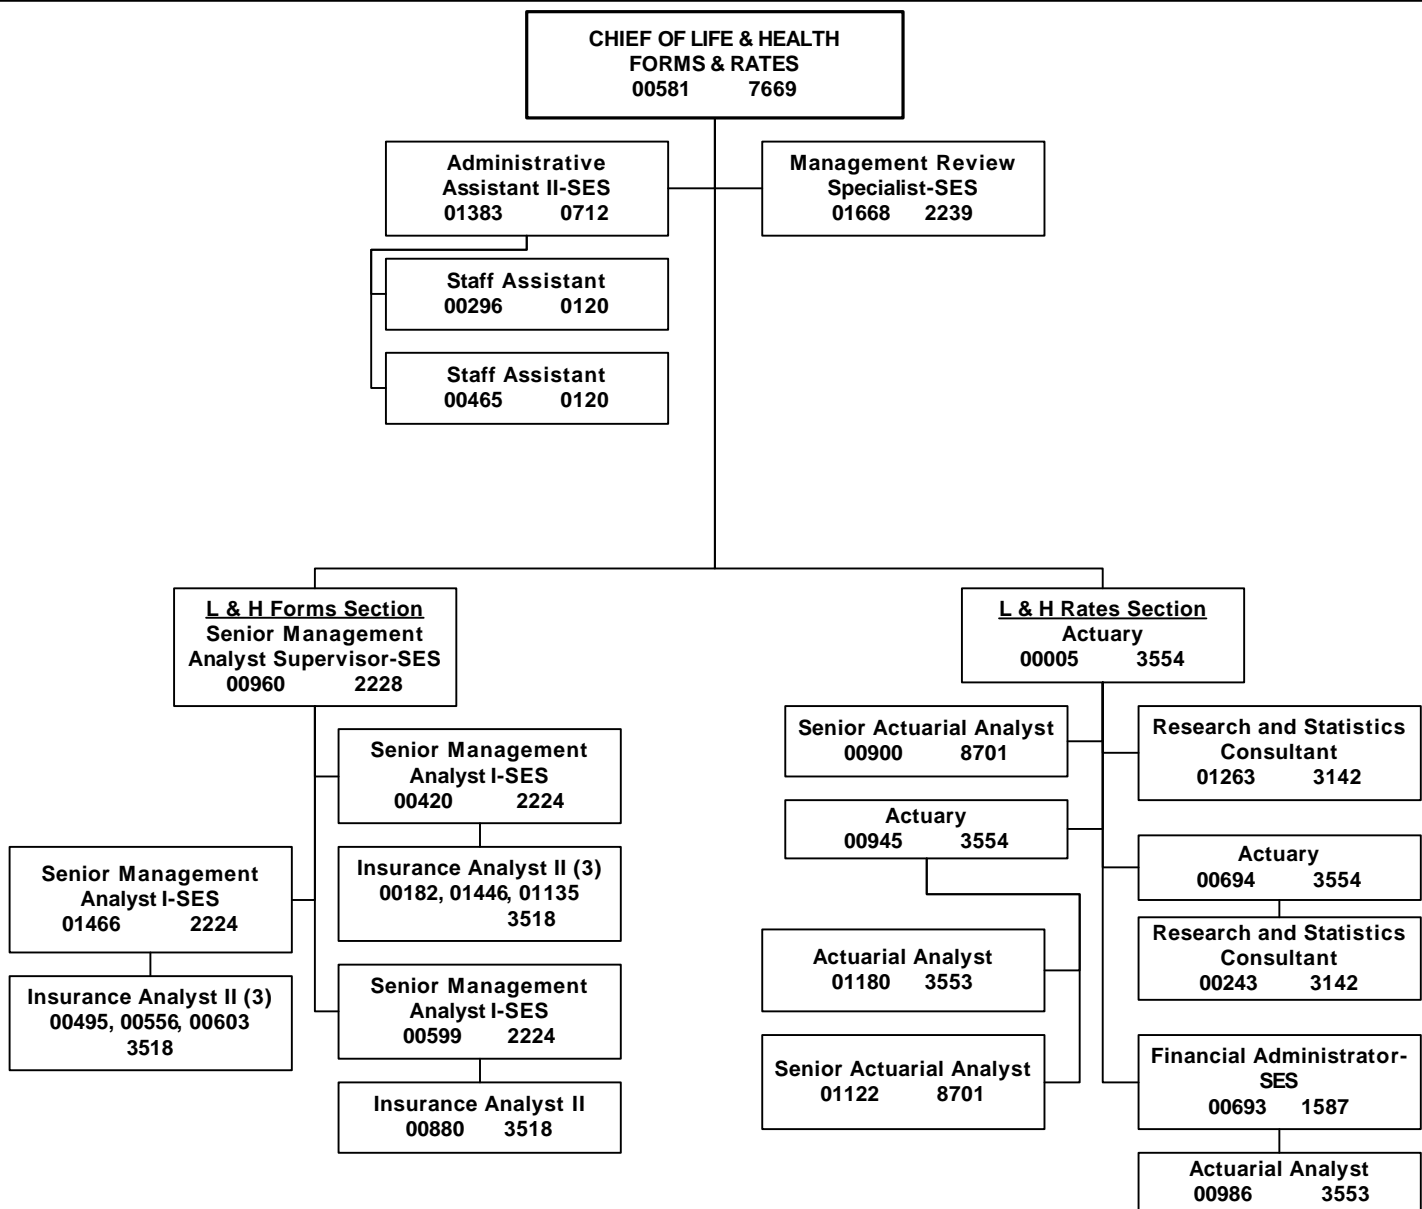 CHIEF OF LIFE & HEALTH
FORMS & RATES
00581 7669
Administrative
Assistant II-SES
01383 0712
Management Review
Specialist-SES
01668 2239
Staff Assistant
00296 0120
Staff Assistant
00465 0120
L & H Forms Section
Senior Management
Analyst Supervisor-SES
00960 2228
Senior Management
Analyst I-SES
00420 2224
Insurance Analyst II (3)
00182, 01446, 01135
3518
Senior Management
Analyst I-SES
01466 2224
Insurance Analyst II (3)
00495, 00556, 00603
3518
Senior Management
Analyst I-SES
00599 2224
Insurance Analyst II
00880 3518
L & H Rates Section
Actuary
00005 3554
Senior Actuarial Analyst
00900 8701
Actuary
00945 3554
Actuarial Analyst
01180 3553
Senior Actuarial Analyst
01122 8701
Research and Statistics
Consultant
01263 3142
Actuary
00694 3554
Research and Statistics
Consultant
00243 3142
Financial Administrator-
SES
00693 1587
Actuarial Analyst
00986 3553